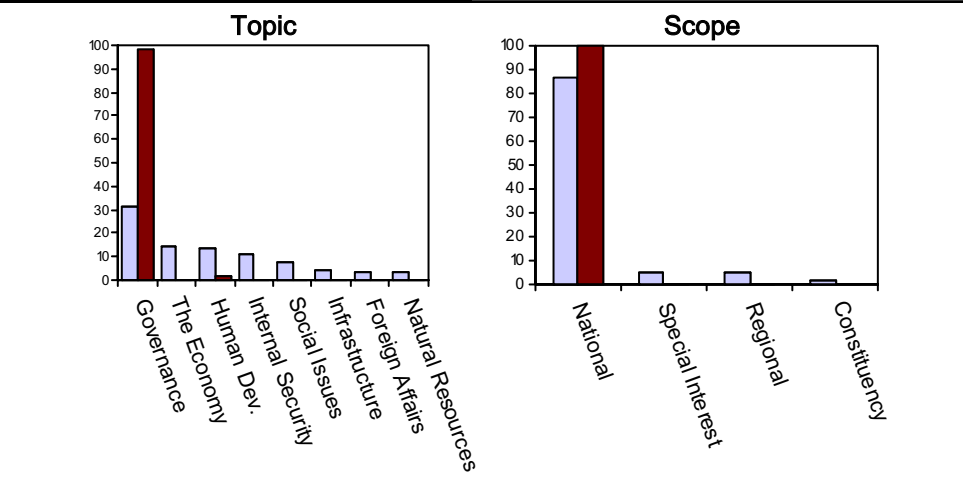 Topic
100
90
80
70
60
50
40
30
20
10
0
Governance
The Economy
Human Dev.
Internal Security
Social Issues
Infrastructure
Foreign Affairs
Natural Resources
Scope
100
90
80
70
60
50
40
30
20
10
0
National
Special Interest
Regional
Constituency